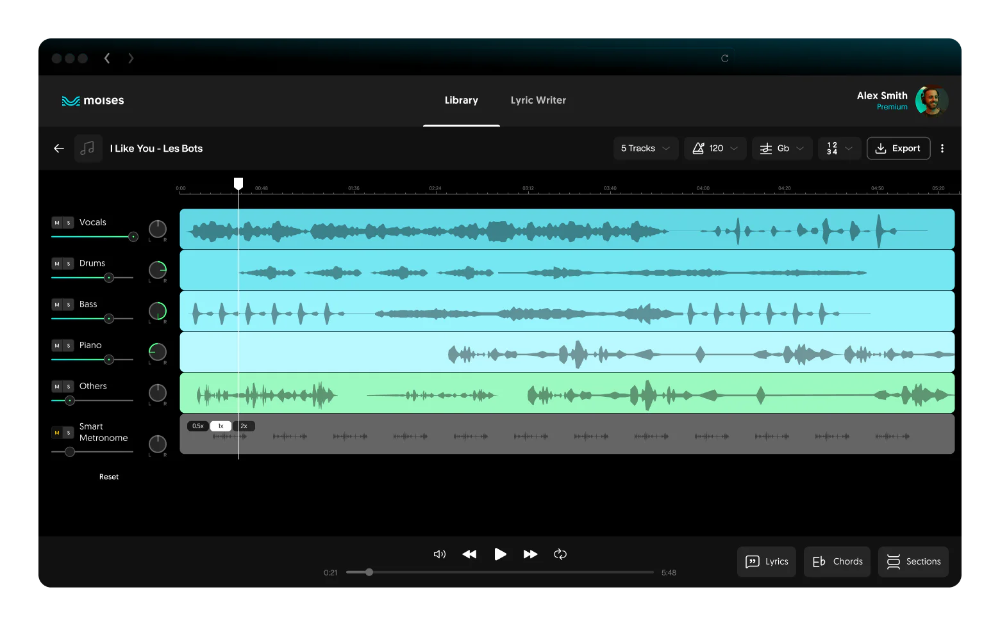 moises
Library
Lyric Writer
Alex Smith
Premium
I Like You - Les Bots
5 Tracks
120
Gb
1 2
3 4
Export
0:00 00:48 01:36 02:24 03:12 03:40 04:00 04:20 04:50 05:20
M S Vocals
L R
M S Drums
L R
M S Bass
L R
M S Piano
L R
M S Others
L R
Smart
M S Metronome
L R
0.5x 1x 2x
Reset
0:21
5:48
Lyrics
E♭ Chords
Sections